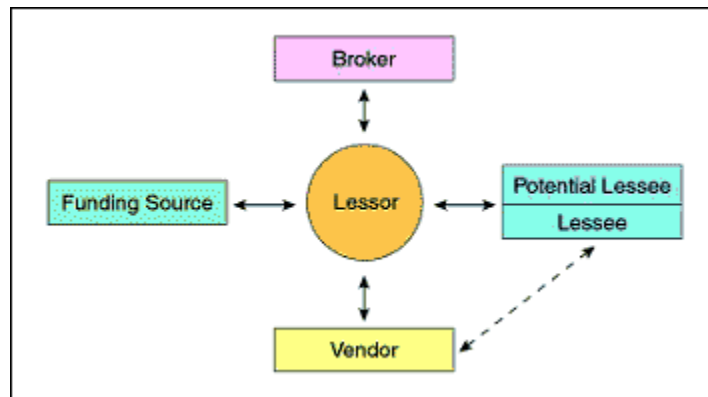 Broker
Funding Source
Lessor
Potential Lessee
Lessee
Vendor